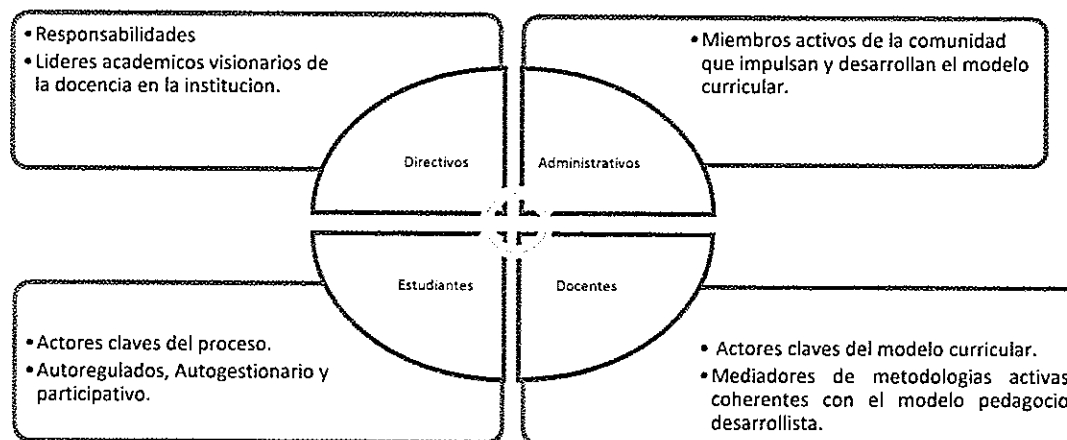 • Responsabilidades
• Lideres academicos visionarios de
la docencia en la institucion.
• Miembros activos de la comunidad
que impulsan y desarrollan el modelo
curricular.
Directivos
Administrativos
Estudiantes
Docentes
• Actores claves del proceso.
• Autoregulados, Autogestionario y
participativo.
• Actores claves del modelo curricular.
• Mediadores de metodologias activas
coherentes con el modelo pedagocio
desarrollista.